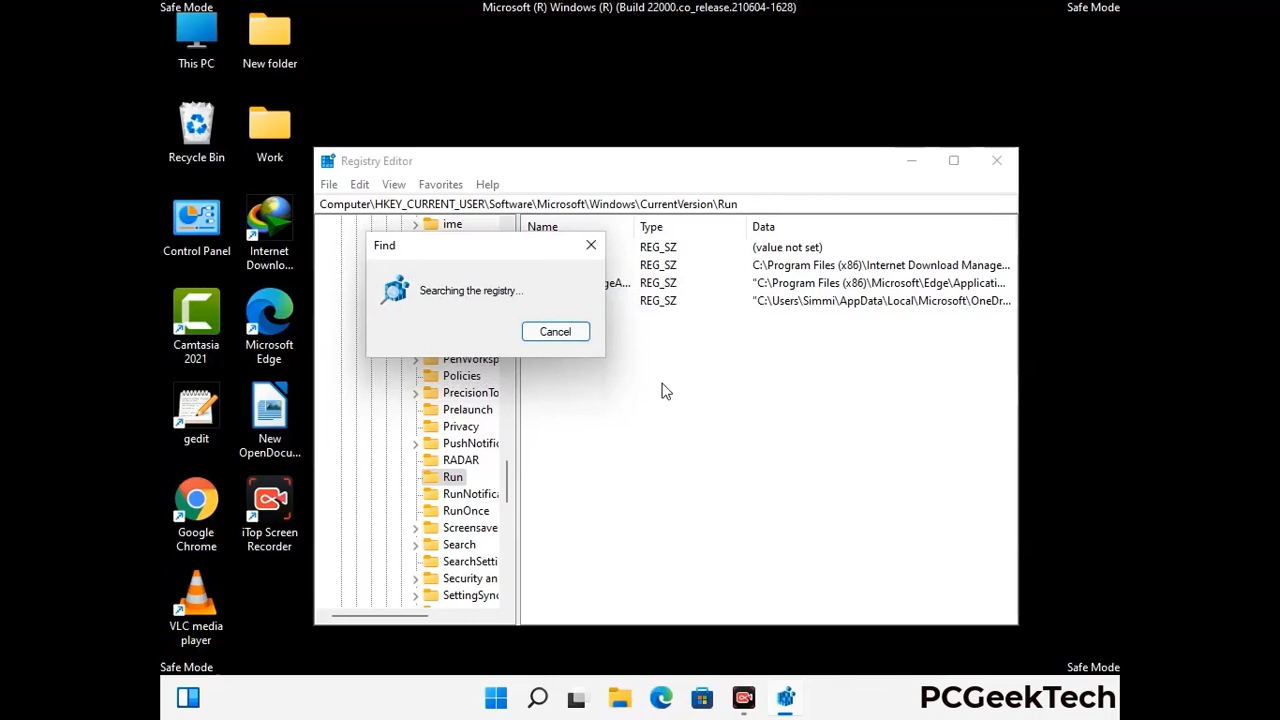 Safe Mode
Microsoft (R) Windows (R) (Build 22000.co_release.210604-1628)
Safe Mode
This PC
New folder
Recycle Bin
Work
Control Panel
Internet
Downlo...
Camtasia
2021
Microsoft
Edge
gedit
New
OpenDocu...
Google
Chrome
iTop Screen
Recorder
VLC media
player
Registry Editor
File Edit View Favorites Help
Computer\HKEY_CURRENT_USER\Software\Microsoft\Windows\CurrentVersion\Run
ime
Find
Searching the registry...
Cancel
PenWorksp
Policies
PrecisionTo
Prelaunch
Privacy
PushNotific
RADAR
Run
RunNotifica
RunOnce
Screensave
Search
SearchSetti
Security an
SettingSync
Name Type Data
REG_SZ (value not set)
REG_SZ C:\Program Files (x86)\Internet Download Manage...
geA... REG_SZ "C:\Program Files (x86)\Microsoft\Edge\Applicati...
REG_SZ "C:\Users\Simmi\AppData\Local\Microsoft\OneDr...
Safe Mode
Safe Mode
PCGeekTech